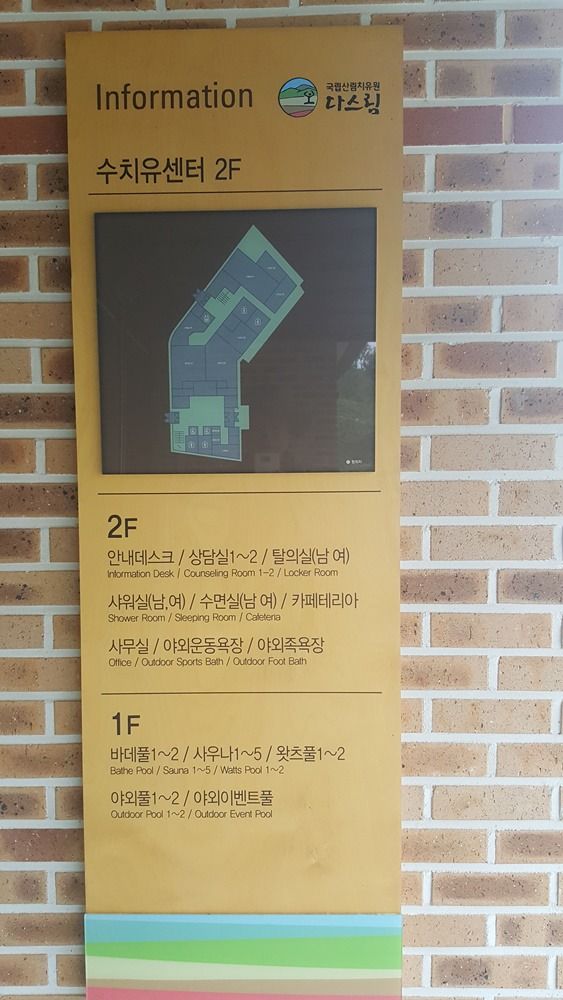 Information
국립산림치유원
다스림
수치유센터 2F
2F
안내데스크 / 상담실1~2 / 탈의실(남 여)
Information Desk / Counseling Room 1-2 / Locker Room
샤워실(남,여) / 수면실(남 여) / 카페테리아
Shower Room / Sleeping Room / Cafeteria
사무실 / 야외운동욕장 / 야외족욕장
Office / Outdoor Sports Bath / Outdoor Foot Bath
1F
바데풀1~2 / 사우나1~5 / 왓츠풀1~2
Bathe Pool / Sauna 1~5 / Watts Pool 1~2
야외풀1~2 / 야외이벤트풀
Outdoor Pool 1~2 / Outdoor Event Pool